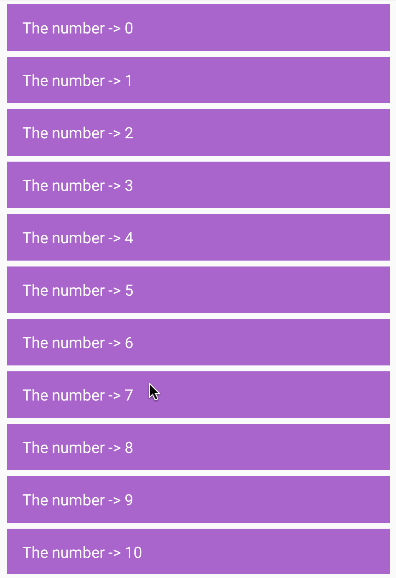 The number -> 0
The number -> 1
The number -> 2
The number -> 3
The number -> 4
The number -> 5
The number -> 6
The number -> 7
The number -> 8
The number -> 9
The number -> 10